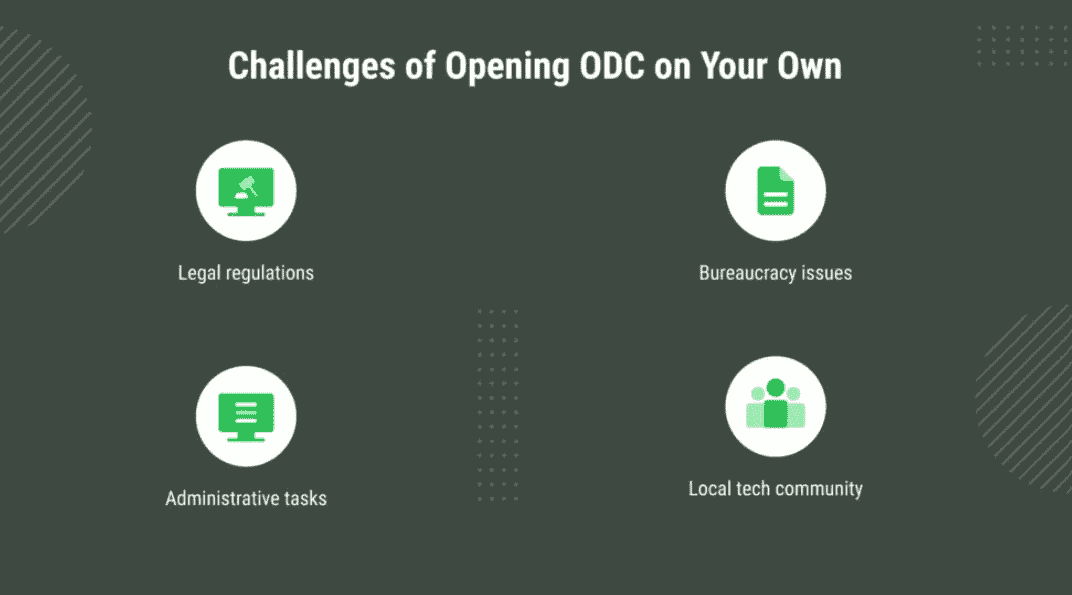 Challenges of Opening ODC on Your Own
Legal regulations
Bureaucracy issues
Administrative tasks
Local tech community